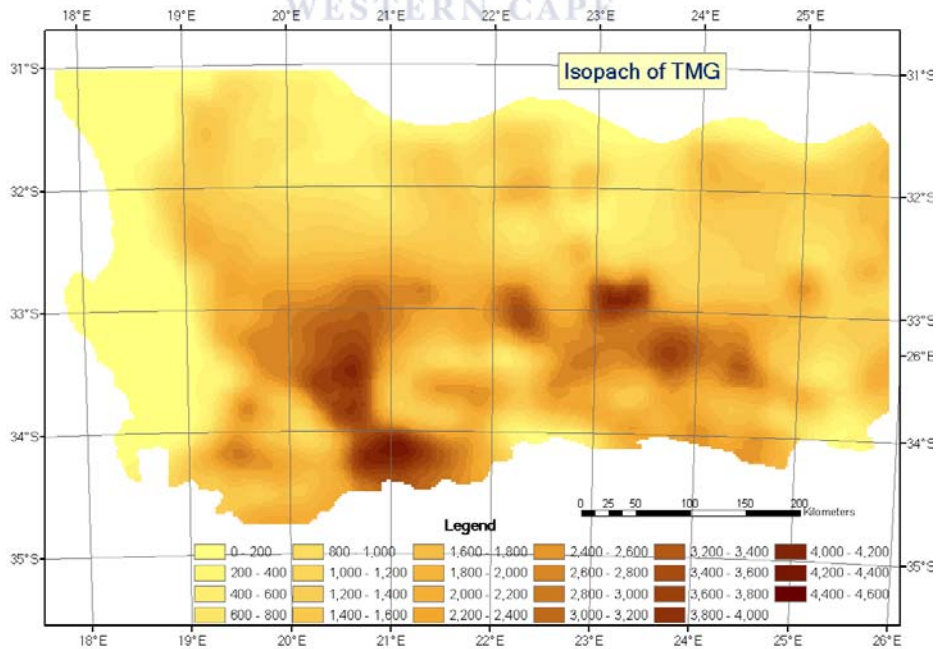 WESTERN CAPE
18°E 19°E 20°E 21°E 22°E 23°E 24°E 25°E
Isopach of TMG
31°S 31°S
32°S 32°S
33°S 33°S
26°E
34°S 34°S
35°S 35°S
0 25 50 100 150 200
Kilometers
Legend
0 - 200 800 - 1,000 1,600 - 1,800 2,400 - 2,600 3,200 - 3,400 4,000 - 4,200
200 - 400 1,000 - 1,200 1,800 - 2,000 2,600 - 2,800 3,400 - 3,600 4,200 - 4,400
400 - 600 1,200 - 1,400 2,000 - 2,200 2,800 - 3,000 3,600 - 3,800 4,400 - 4,600
600 - 800 1,400 - 1,600 2,200 - 2,400 3,000 - 3,200 3,800 - 4,000
18°E 19°E 20°E 21°E 22°E 23°E 24°E 25°E 26°E